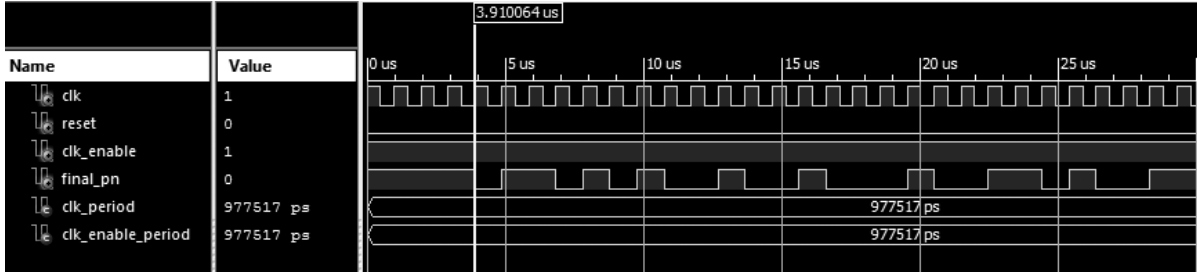 3.910064 us
Name Value 0 us 5 us 10 us 15 us 20 us 25 us
clk 1
reset 0
clk_enable 1
final_pn 0
clk_period 977517 ps 977517 ps
clk_enable_period 977517 ps 977517 ps